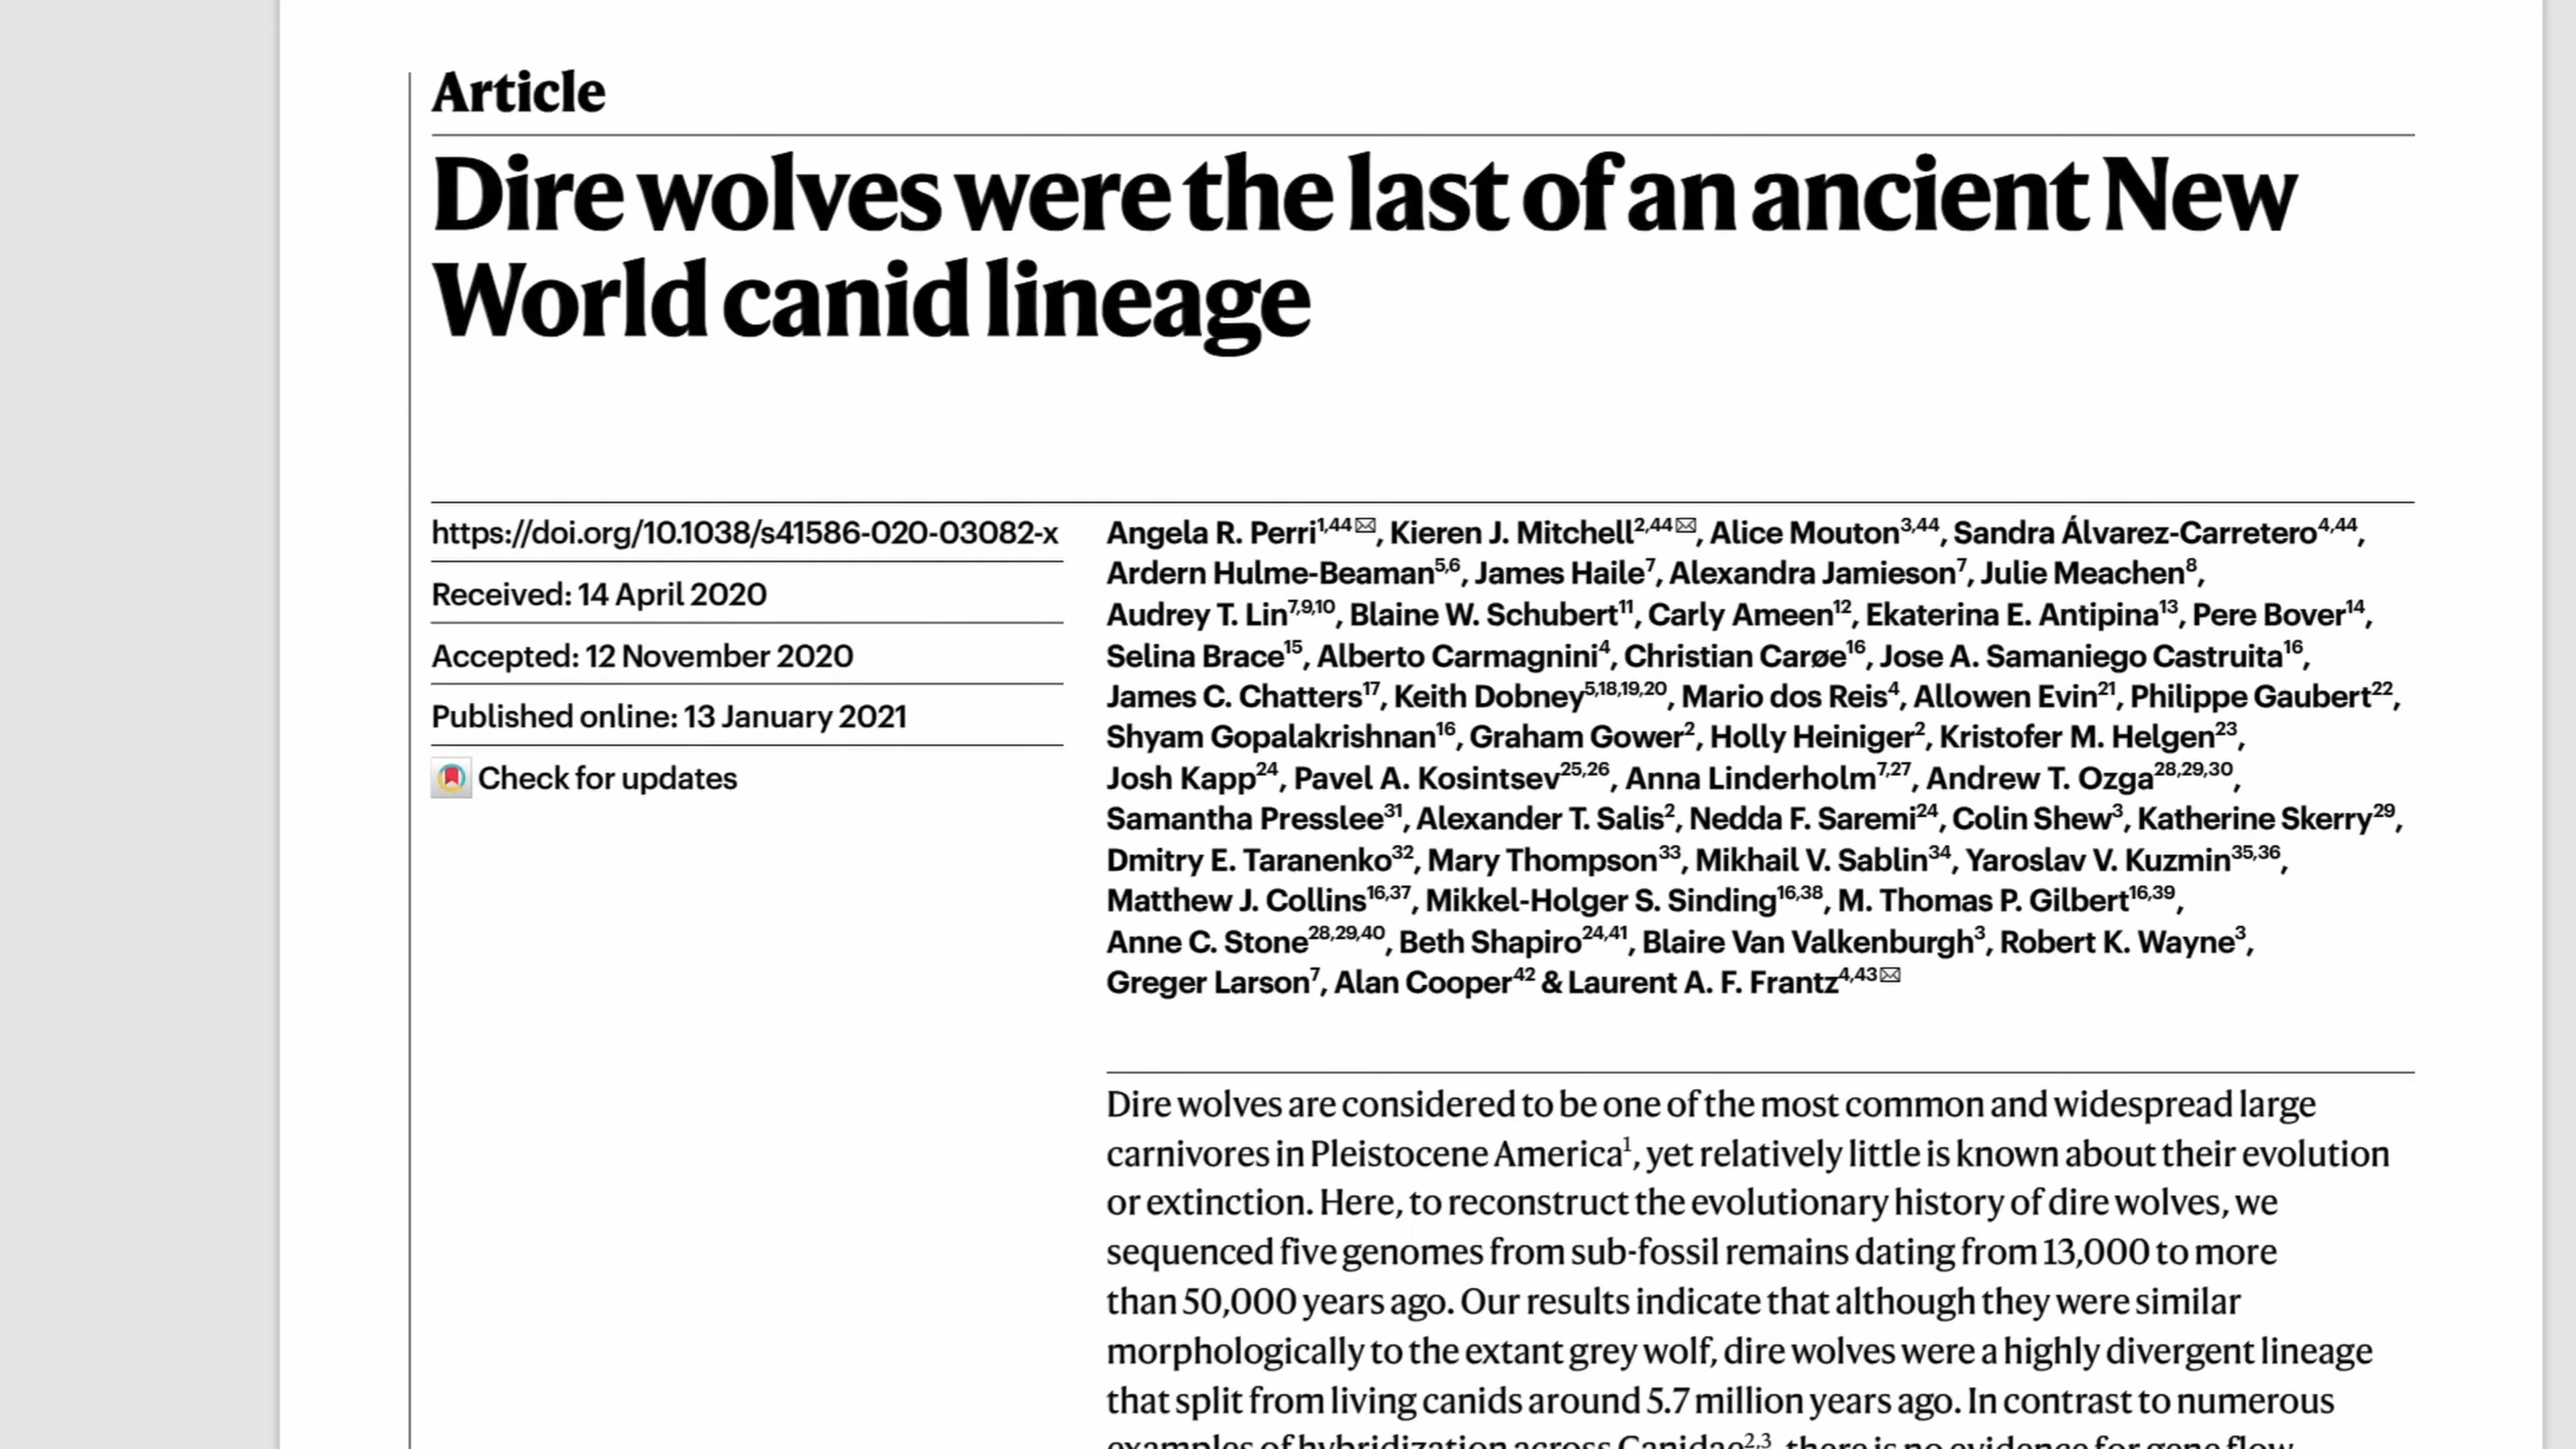 Article
Dire wolves were the last of an ancient New
World canid lineage
https://doi.org/10.1038/s41586-020-03082-x
Received: 14 April 2020
Accepted: 12 November 2020
Published online: 13 January 2021
Check for updates
Angela R. Perri1,44✉, Kieren J. Mitchell2,44✉, Alice Mouton3,44, Sandra Álvarez-Carretero4,44,
Ardern Hulme-Beaman5,6, James Haile7, Alexandra Jamieson7, Julie Meachen8,
Audrey T. Lin7,9,10, Blaine W. Schubert11, Carly Ameen12, Ekaterina E. Antipina13, Pere Bover14,
Selina Brace15, Alberto Carmagnini4, Christian Carøe16, Jose A. Samaniego Castruita16,
James C. Chatters17, Keith Dobney5,18,19,20, Mario dos Reis4, Allowen Evin21, Philippe Gaubert22,
Shyam Gopalakrishnan16, Graham Gower2, Holly Heiniger2, Kristofer M. Helgen23,
Josh Kapp24, Pavel A. Kosintsev25,26, Anna Linderholm7,27, Andrew T. Ozga28,29,30,
Samantha Presslee31, Alexander T. Salis2, Nedda F. Saremi24, Colin Shew3, Katherine Skerry29,
Dmitry E. Taranenko32, Mary Thompson33, Mikhail V. Sablin34, Yaroslav V. Kuzmin35,36,
Matthew J. Collins16,37, Mikkel-Holger S. Sinding16,38, M. Thomas P. Gilbert16,39,
Anne C. Stone28,29,40, Beth Shapiro24,41, Blaire Van Valkenburgh3, Robert K. Wayne3,
Greger Larson7, Alan Cooper42 & Laurent A. F. Frantz4,43✉
Dire wolves are considered to be one of the most common and widespread large
carnivores in Pleistocene America1, yet relatively little is known about their evolution
or extinction. Here, to reconstruct the evolutionary history of dire wolves, we
sequenced five genomes from sub-fossil remains dating from 13,000 to more
than 50,000 years ago. Our results indicate that although they were similar
morphologically to the extant grey wolf, dire wolves were a highly divergent lineage
that split from living canids around 5.7 million years ago. In contrast to numerous
examples of hybridization across Canidae2,3, there is no evidence for gene flow